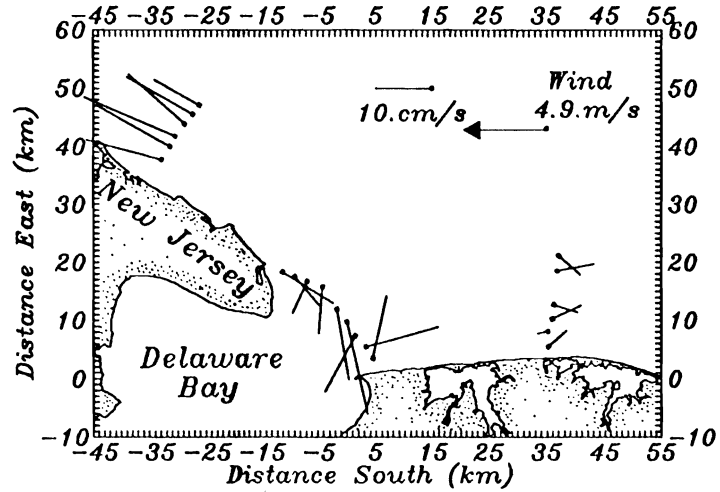 -45 -35 -25 -15 -5 5 15 25 35 45 55
60 60
50 50
40 40
30 30
20 20
10 10
0 0
-10 -10
-45 -35 -25 -15 -5 5 15 25 35 45 55
Distance South (km)
Distance East (km)
10.cm/s
Wind
4.9.m/s
New Jersey
Delaware
Bay